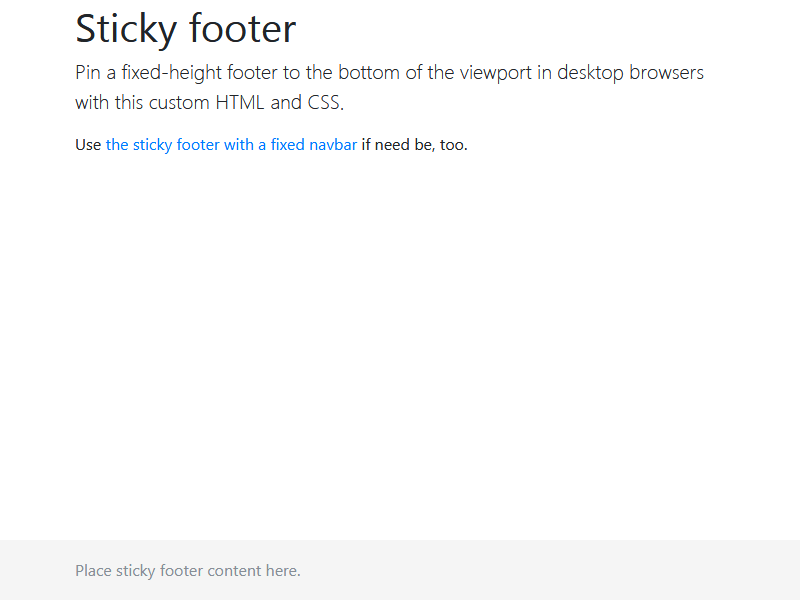 Sticky footer
Pin a fixed-height footer to the bottom of the viewport in desktop browsers
with this custom HTML and CSS.
Use the sticky footer with a fixed navbar if need be, too.
Place sticky footer content here.